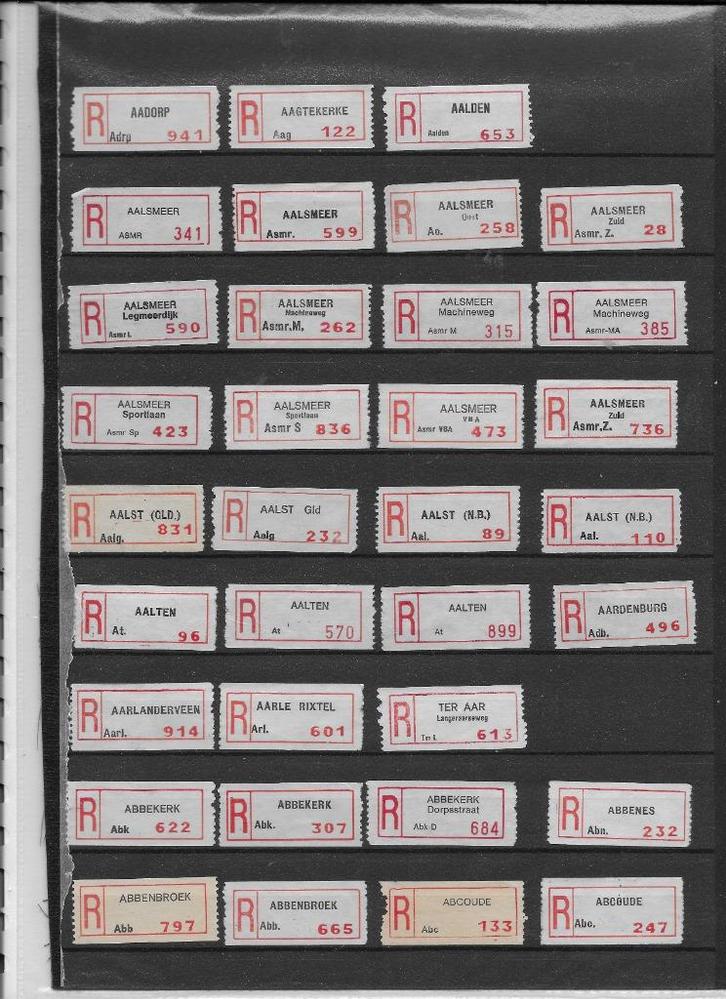 R AADORP
Adrp 941
R AAGTEKERKE
Aag 122
R AALDEN
Aalden 653
R AALSMEER
ASMR 341
R AALSMEER
Asmr. 599
R AALSMEER
Oost
Ao. 258
R AALSMEER
Zuid
Asmr. Z. 28
R AALSMEER
Legmeerdijk
Asmr L 590
R AALSMEER
Machineweg
Asmr.M. 262
R AALSMEER
Machineweg
Asmr M 315
R AALSMEER
Machineweg
Asmr-MA 385
R AALSMEER
Sportlaan
Asmr Sp 423
R AALSMEER
Sportlaan
Asmr S 836
R AALSMEER
VBA
Asmr VBA 473
R AALSMEER
Zuid
Asmr.Z. 736
R AALST (GLD.)
Aalg. 831
R AALST Gld
Aalg 232
R AALST (N.B.)
Aal. 89
R AALST (N.B.)
Aal. 110
R AALTEN
At. 96
R AALTEN
At 570
R AALTEN
At 899
R AARDENBURG
Adb. 496
R AARLANDERVEEN
Aarl. 914
R AARLE RIXTEL
Arl. 601
R TER AAR
Langeraarseweg
Ter L 613
R ABBEKERK
Abk 622
R ABBEKERK
Abk. 307
R ABBEKERK
Dorpsstraat
Abk D 684
R ABBENES
Abn. 232
R ABBENBROEK
Abb 797
R ABBENBROEK
Abb. 665
R ABCOUDE
Abc 133
R ABCOUDE
Abc. 247